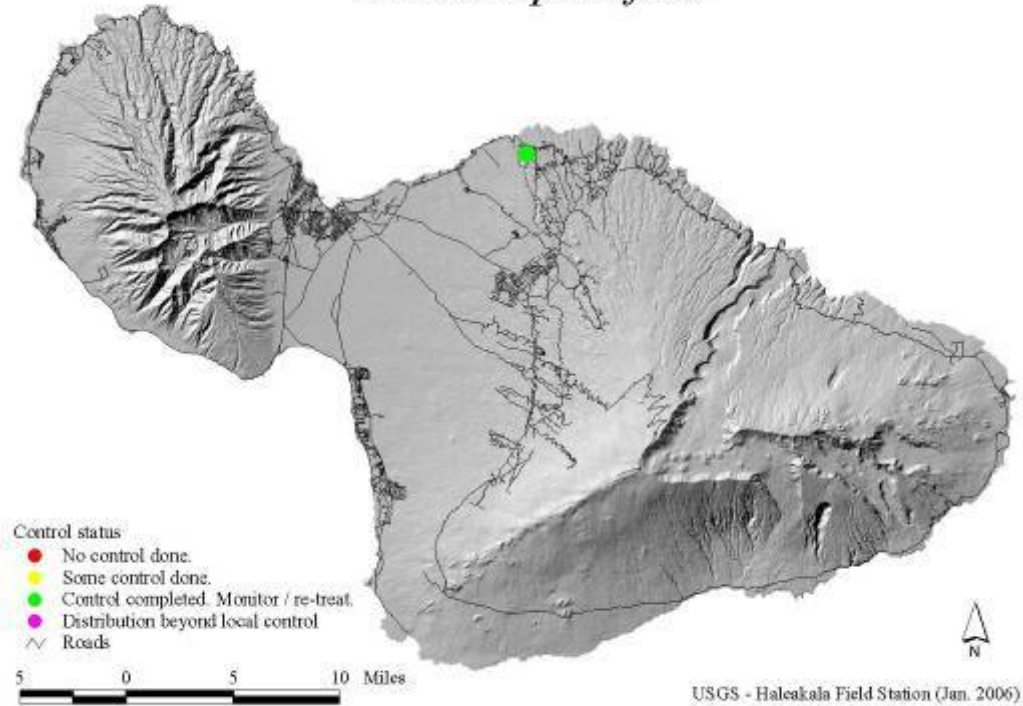 Control status
No control done.
Some control done.
Control completed. Monitor / re-treat.
Distribution beyond local control
Roads
5 0 5 10 Miles
N
USGS - Haleakala Field Station (Jan. 2006)